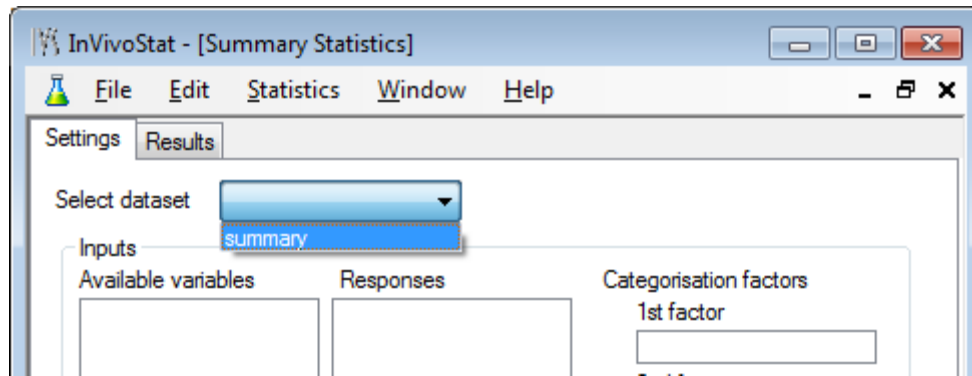 InVivoStat - [Summary Statistics]
File Edit Statistics Window Help
Settings Results
Select dataset
summary
Inputs
Available variables Responses Categorisation factors
1st factor